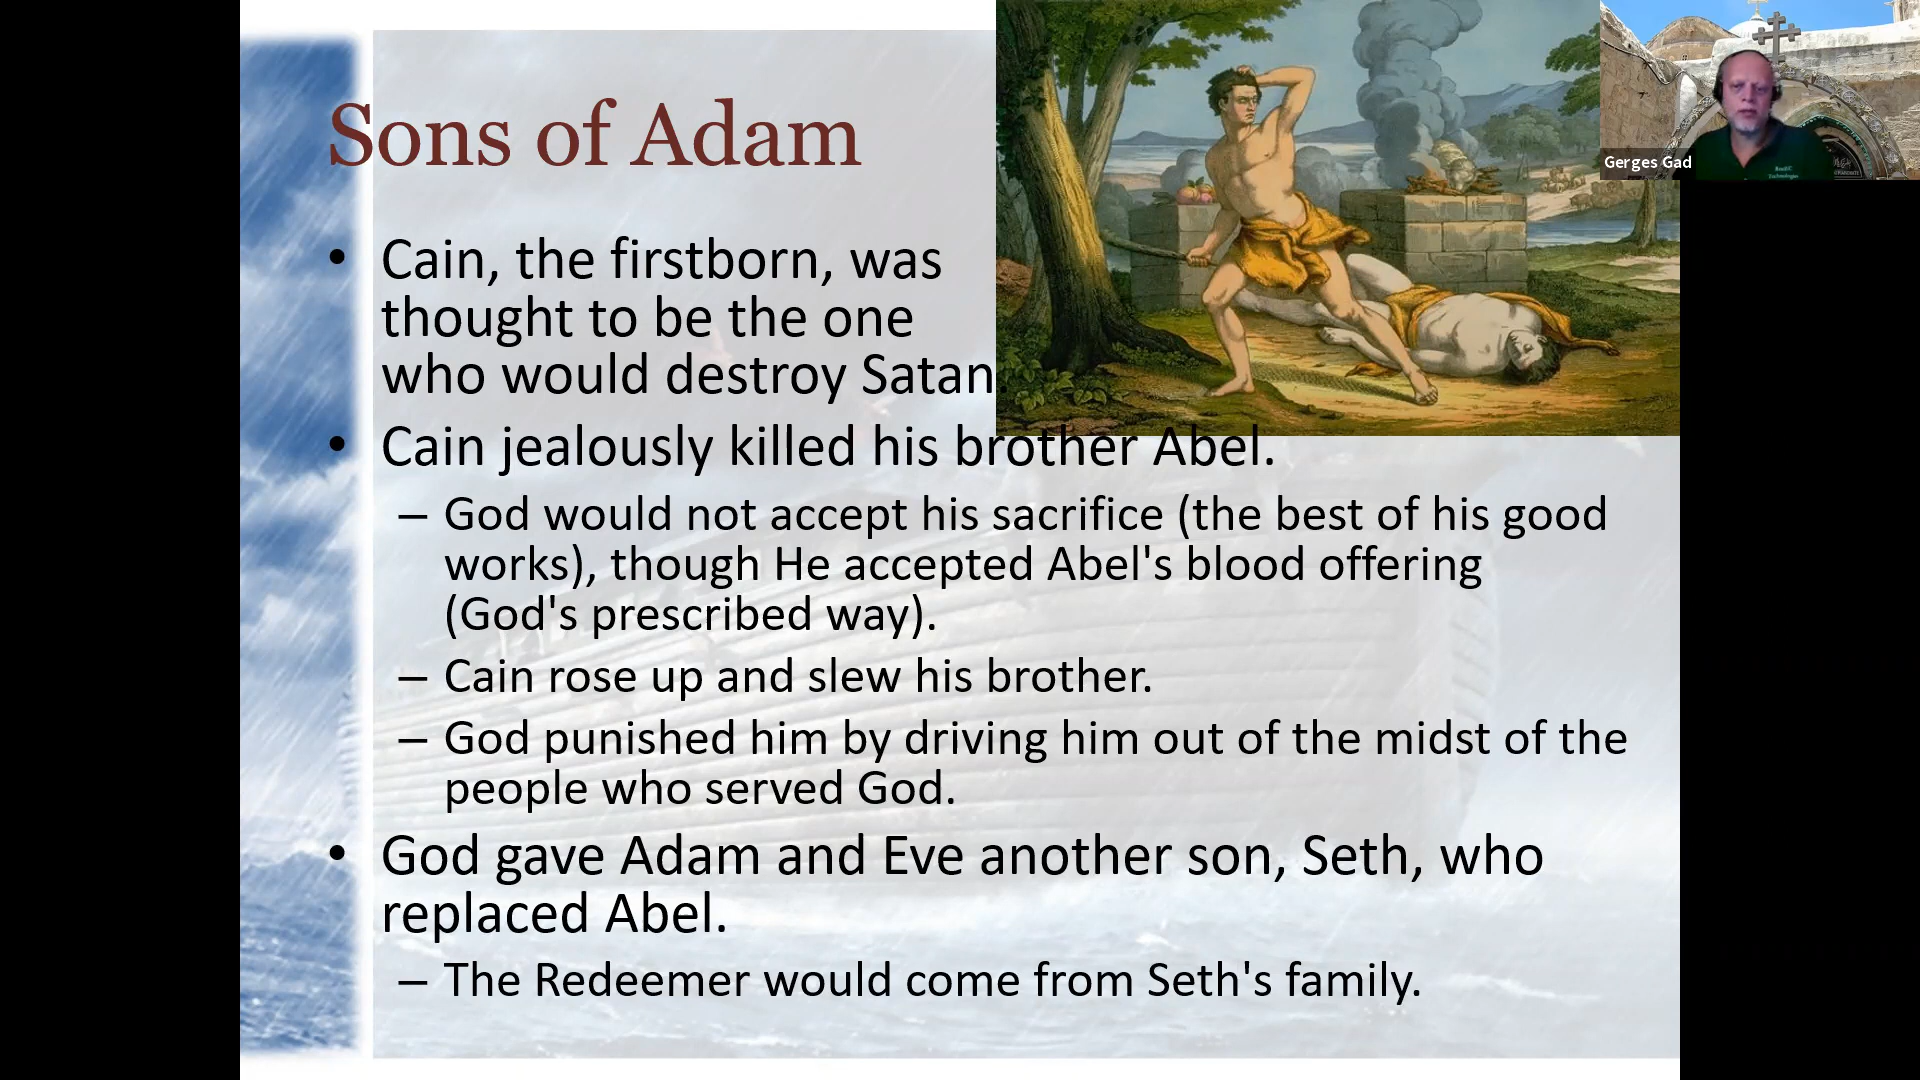 Sons of Adam
Gerges Gad
• Cain, the firstborn, was
thought to be the one
who would destroy Satan
• Cain jealously killed his brother Abel.
– God would not accept his sacrifice (the best of his good
works), though He accepted Abel's blood offering
(God's prescribed way).
– Cain rose up and slew his brother.
– God punished him by driving him out of the midst of the
people who served God.
• God gave Adam and Eve another son, Seth, who
replaced Abel.
– The Redeemer would come from Seth's family.